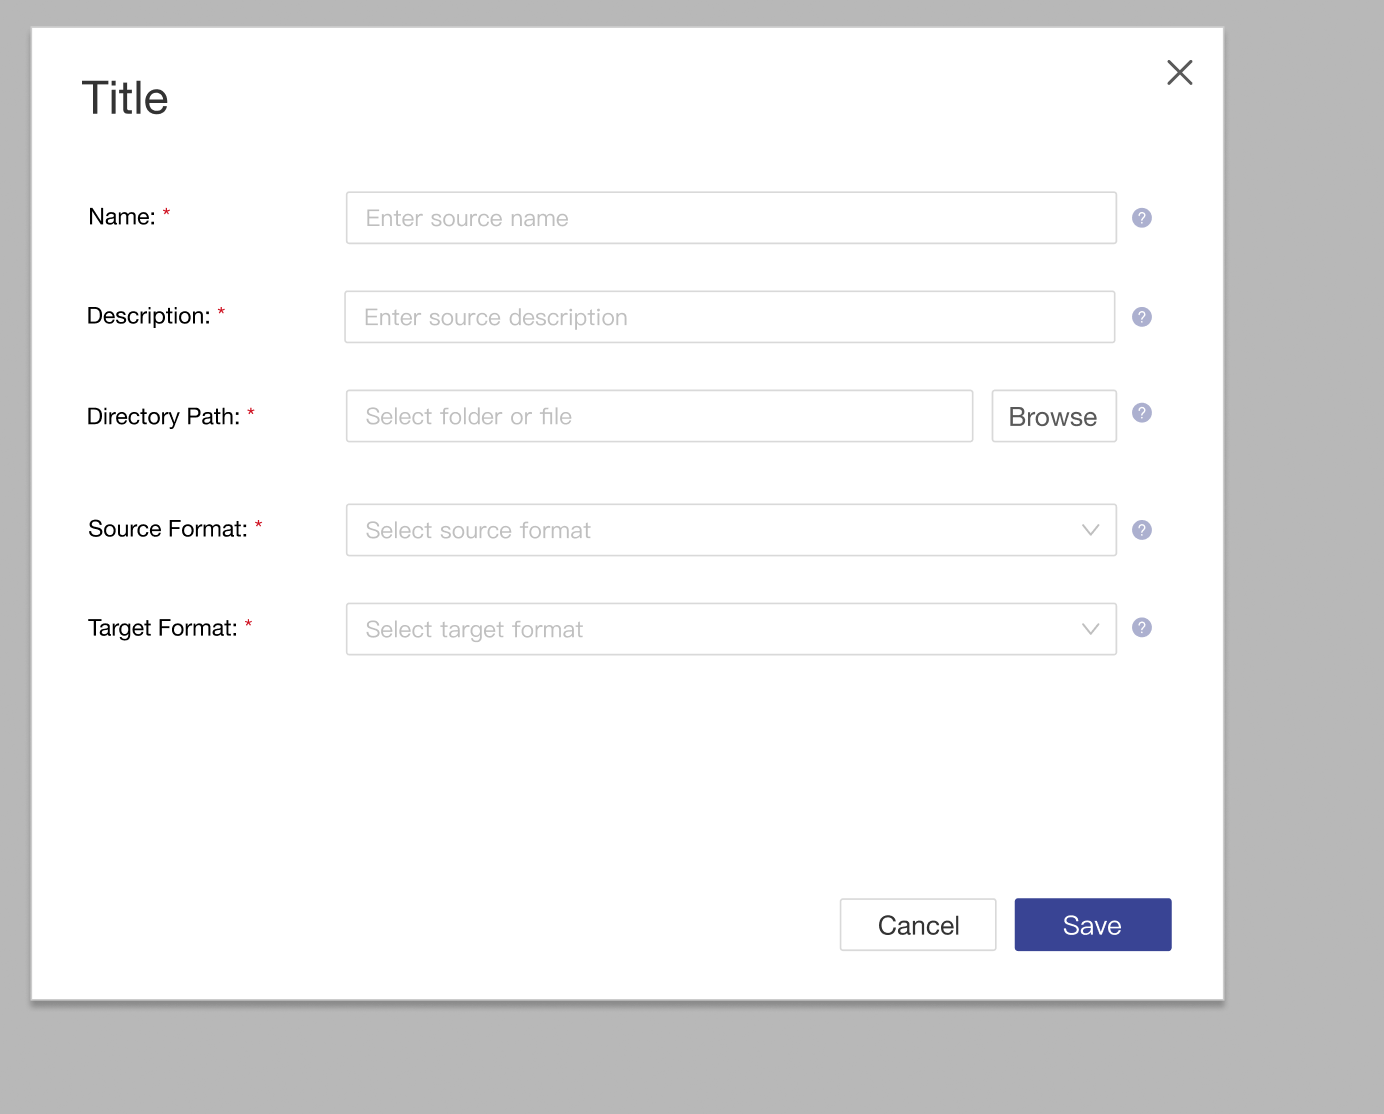 Title
Name: *
Enter source name
?
Description: *
Enter source description
?
Directory Path: *
Select folder or file
Browse
?
Source Format: *
Select source format
?
Target Format: *
Select target format
?
Cancel
Save